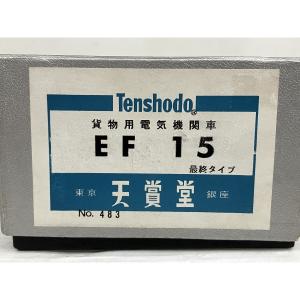 Tenshodo®
貨物用電気機関車
EF 15
最終タイプ
東京 天賞堂 銀座
No. 483